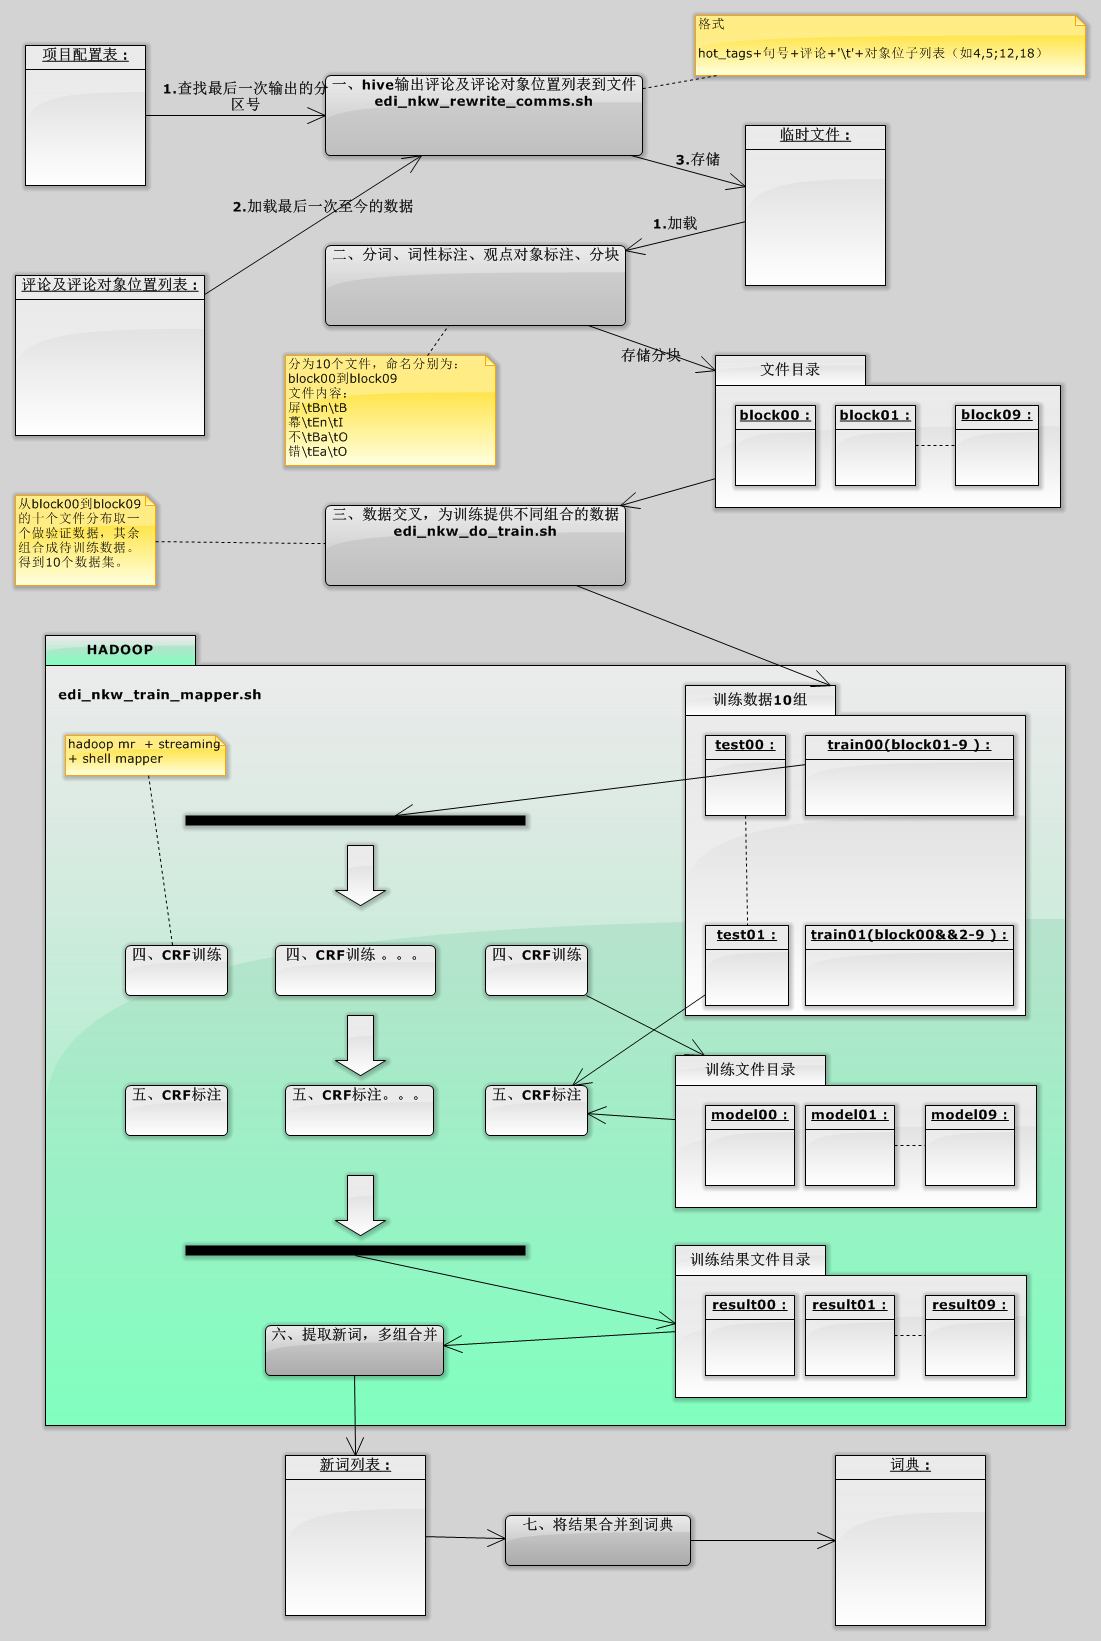 格式
hot_tags+句号+评论+'\t'+对象位子列表（如4,5;12,18）
项目配置表 :
1.查找最后一次输出的分
区号
一、hive输出评论及评论对象位置列表到文件
edi_nkw_rewrite_comms.sh
临时文件 :
3.存储
2.加载最后一次至今的数据
1.加载
二、分词、词性标注、观点对象标注、分块
评论及评论对象位置列表 :
存储分块
分为10个文件，命名分别为：
block00到block09
文件内容：
屏\tBn\tB
幕\tEn\tI
不\tBa\tO
错\tEa\tO
文件目录
block00 :
block01 :
block09 :
从block00到block09
的十个文件分布取一
个做验证数据，其余
组合成待训练数据。
得到10个数据集。
三、数据交叉，为训练提供不同组合的数据
edi_nkw_do_train.sh
HADOOP
edi_nkw_train_mapper.sh
训练数据10组
hadoop mr  + streaming
+ shell mapper
test00 :
train00(block01-9 ) :
test01 :
train01(block00&&2-9 ) :
四、CRF训练
四、CRF训练 。。。
四、CRF训练
训练文件目录
五、CRF标注
五、CRF标注。。。
五、CRF标注
model00 :
model01 :
model09 :
训练结果文件目录
result00 :
result01 :
result09 :
六、提取新词，多组合并
新词列表 :
七、将结果合并到词典
词典 :